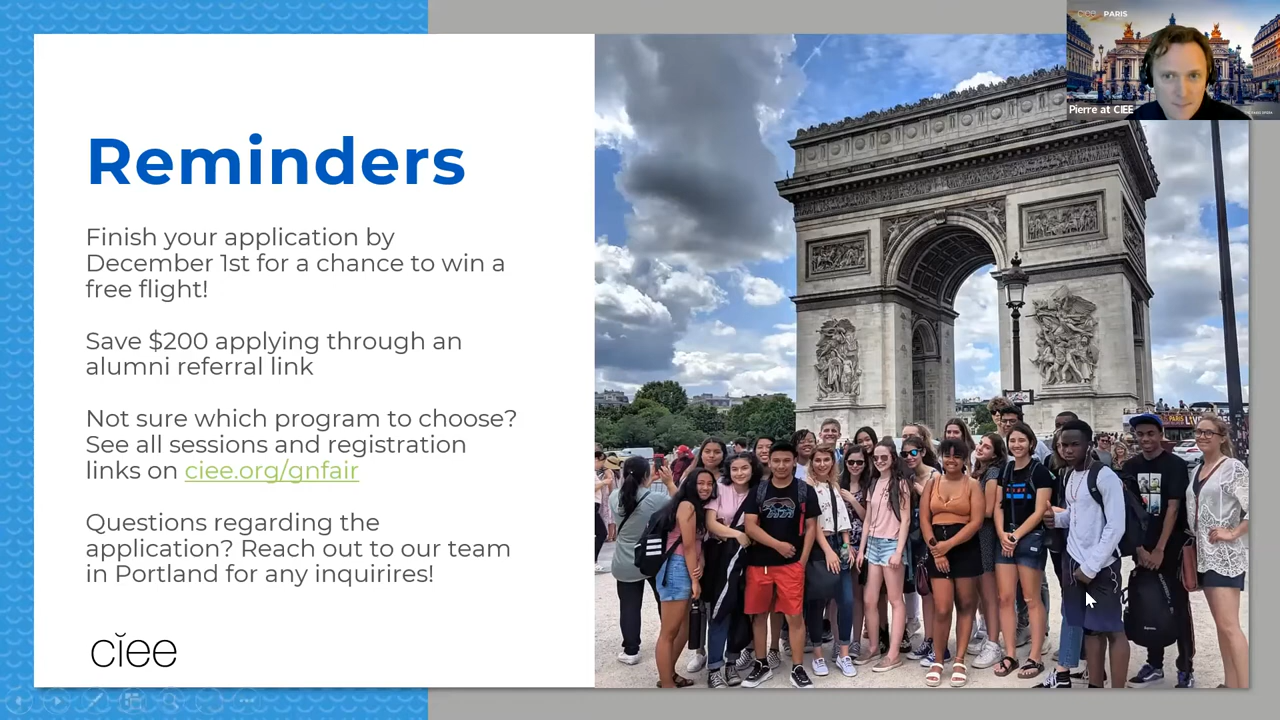 ciee PARIS
Pierre at CIEE
Reminders
Finish your application by
December 1st for a chance to win a
free flight!
Save $200 applying through an
alumni referral link
Not sure which program to choose?
See all sessions and registration
links on ciee.org/gnfair
Questions regarding the
application? Reach out to our team
in Portland for any inquirires!
ciee